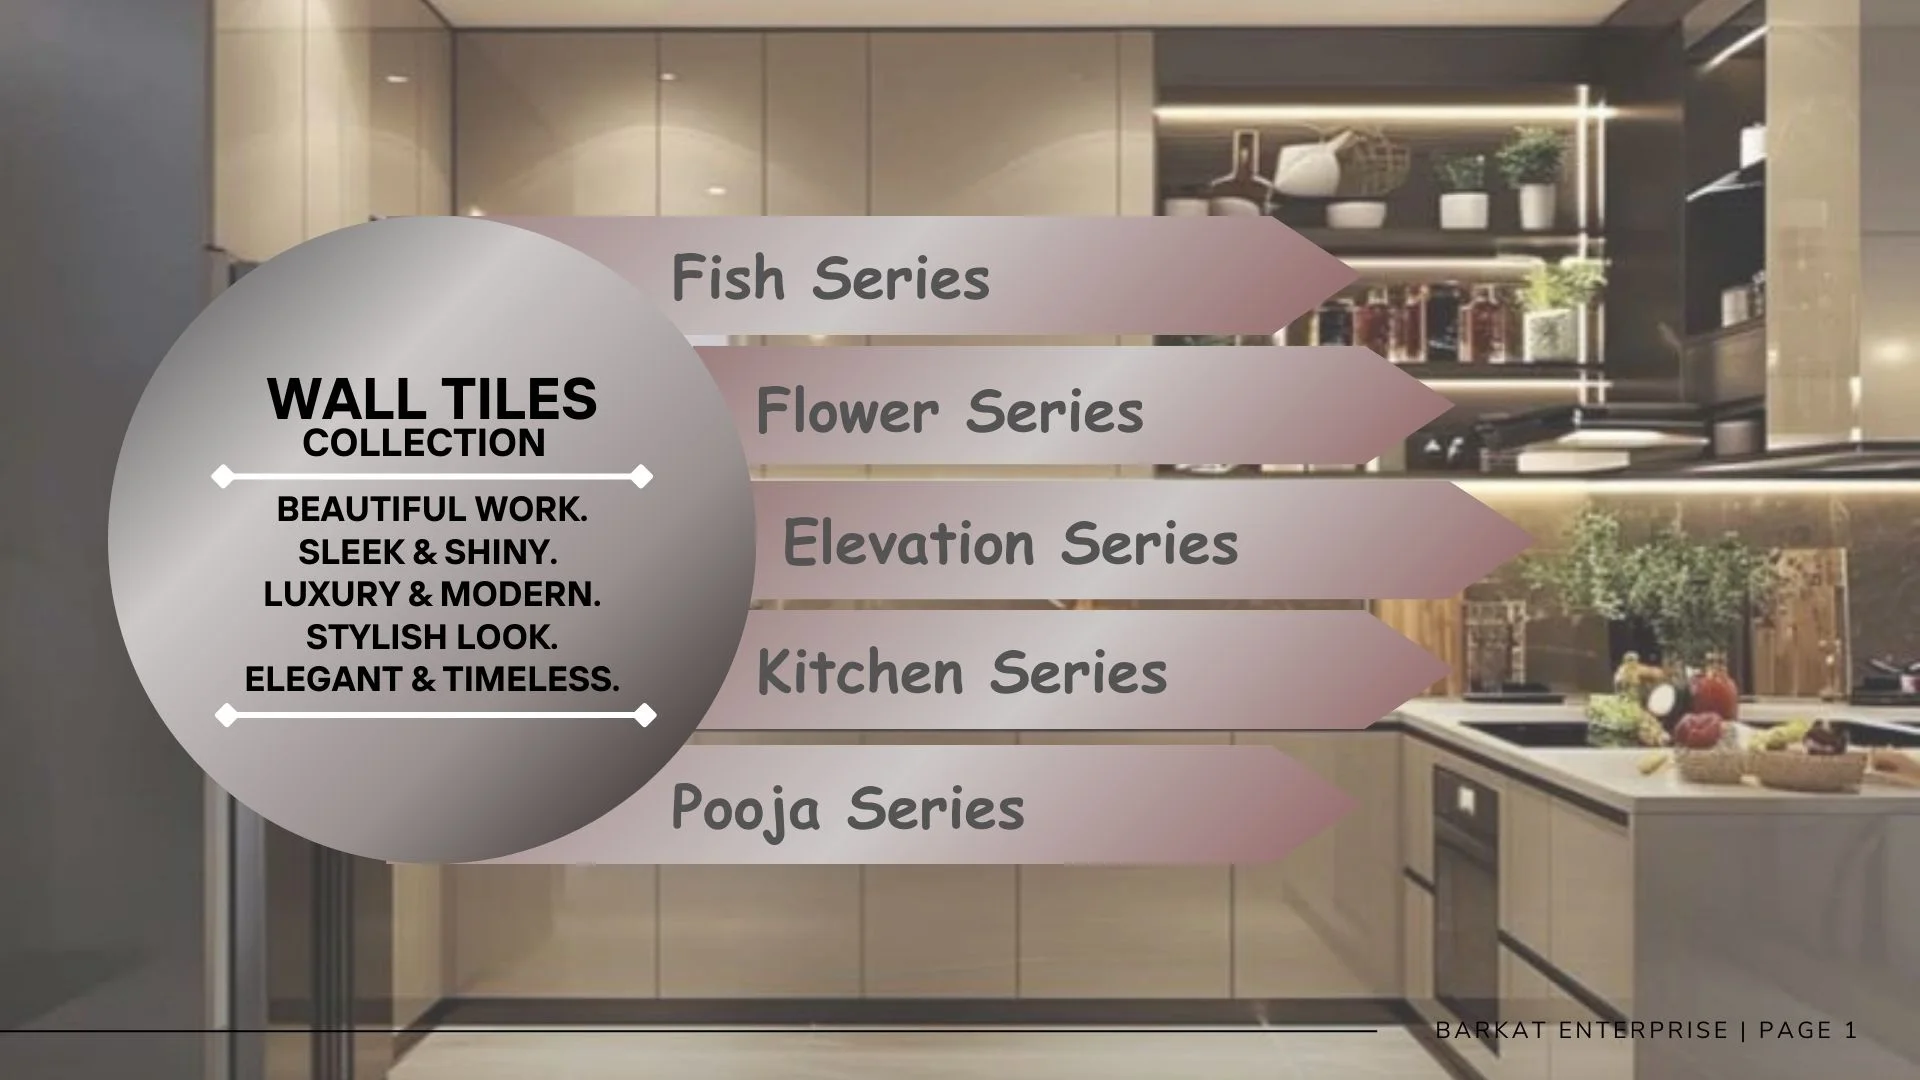 WALL TILES
COLLECTION
BEAUTIFUL WORK.
SLEEK & SHINY.
LUXURY & MODERN.
STYLISH LOOK.
ELEGANT & TIMELESS.
Fish Series
Flower Series
Elevation Series
Kitchen Series
Pooja Series
BARKAT ENTERPRISE | PAGE 1